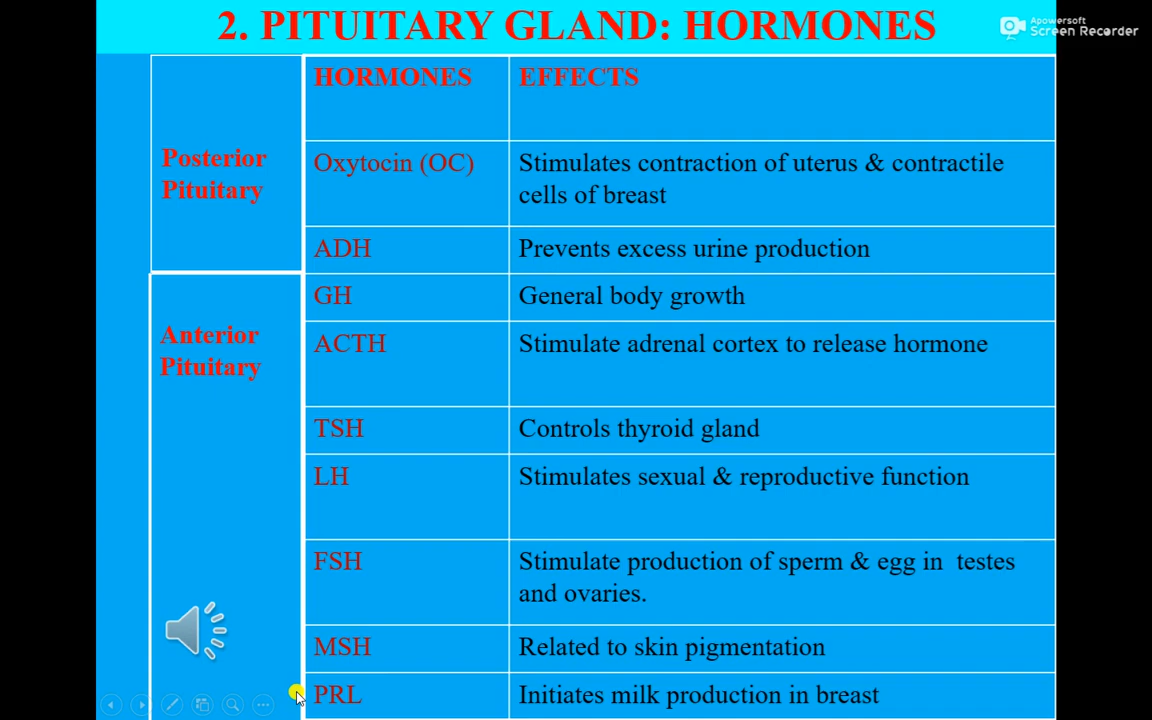 2. PITUITARY GLAND: HORMONES
Apowersoft
Screen Recorder
HORMONES EFFECTS
Posterior
Pituitary
Oxytocin (OC) Stimulates contraction of uterus & contractile
cells of breast
ADH Prevents excess urine production
Anterior
Pituitary
GH General body growth
ACTH Stimulate adrenal cortex to release hormone
TSH Controls thyroid gland
LH Stimulates sexual & reproductive function
FSH Stimulate production of sperm & egg in testes
and ovaries.
MSH Related to skin pigmentation
PRL Initiates milk production in breast